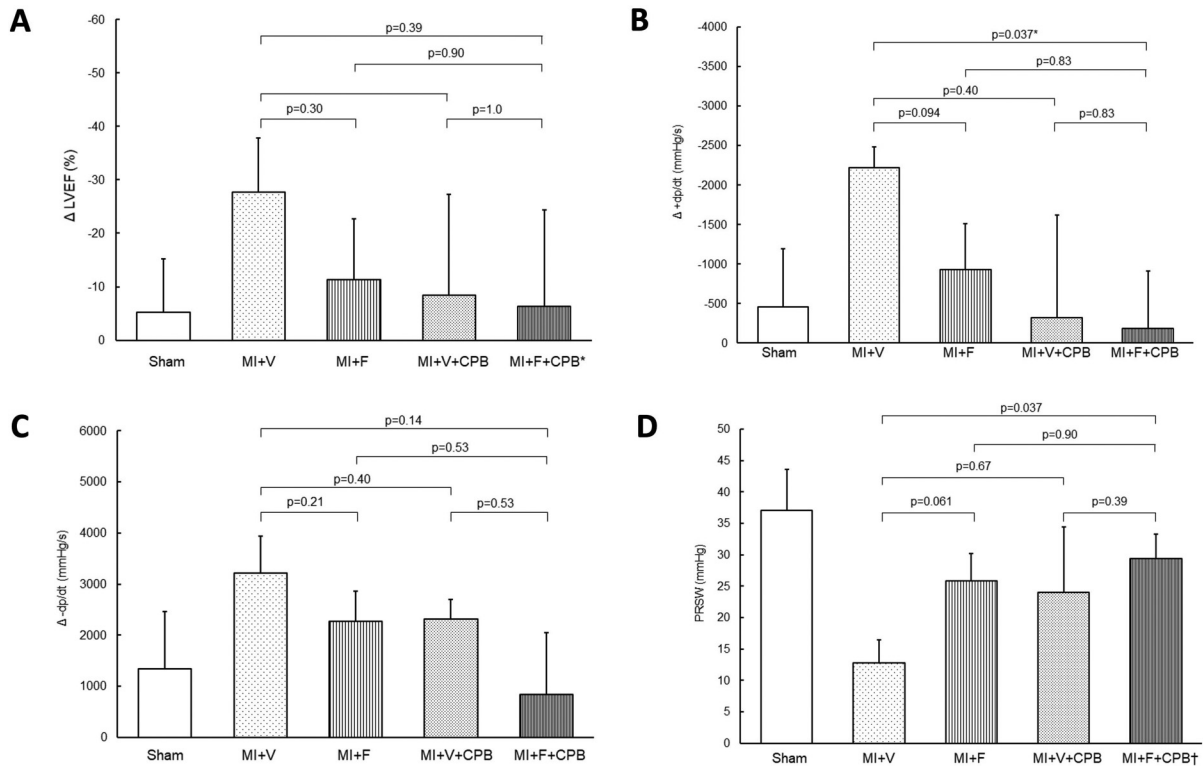 A
Δ LVEF (%)
-60
-50
-40
-30
-20
-10
0
p=0.39
p=0.90
p=0.30
p=1.0
Sham MI+V MI+F MI+V+CPB MI+F+CPB*
B
Δ +dp/dt (mmHg/s)
-4000
-3500
-3000
-2500
-2000
-1500
-1000
-500
0
p=0.037*
p=0.83
p=0.40
p=0.094
p=0.83
Sham MI+V MI+F MI+V+CPB MI+F+CPB
C
Δ -dp/dt (mmHg/s)
6000
5000
4000
3000
2000
1000
0
p=0.14
p=0.53
p=0.40
p=0.21
p=0.53
Sham MI+V MI+F MI+V+CPB MI+F+CPB
D
PRSW (mmHg)
50
45
40
35
30
25
20
15
10
5
0
p=0.037
p=0.90
p=0.67
p=0.061
p=0.39
Sham MI+V MI+F MI+V+CPB MI+F+CPB†